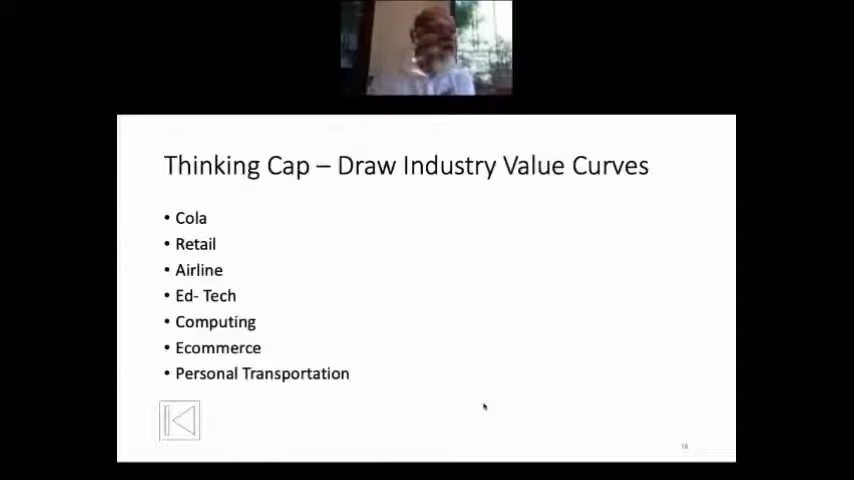 Thinking Cap – Draw Industry Value Curves
• Cola
• Retail
• Airline
• Ed- Tech
• Computing
• Ecommerce
• Personal Transportation